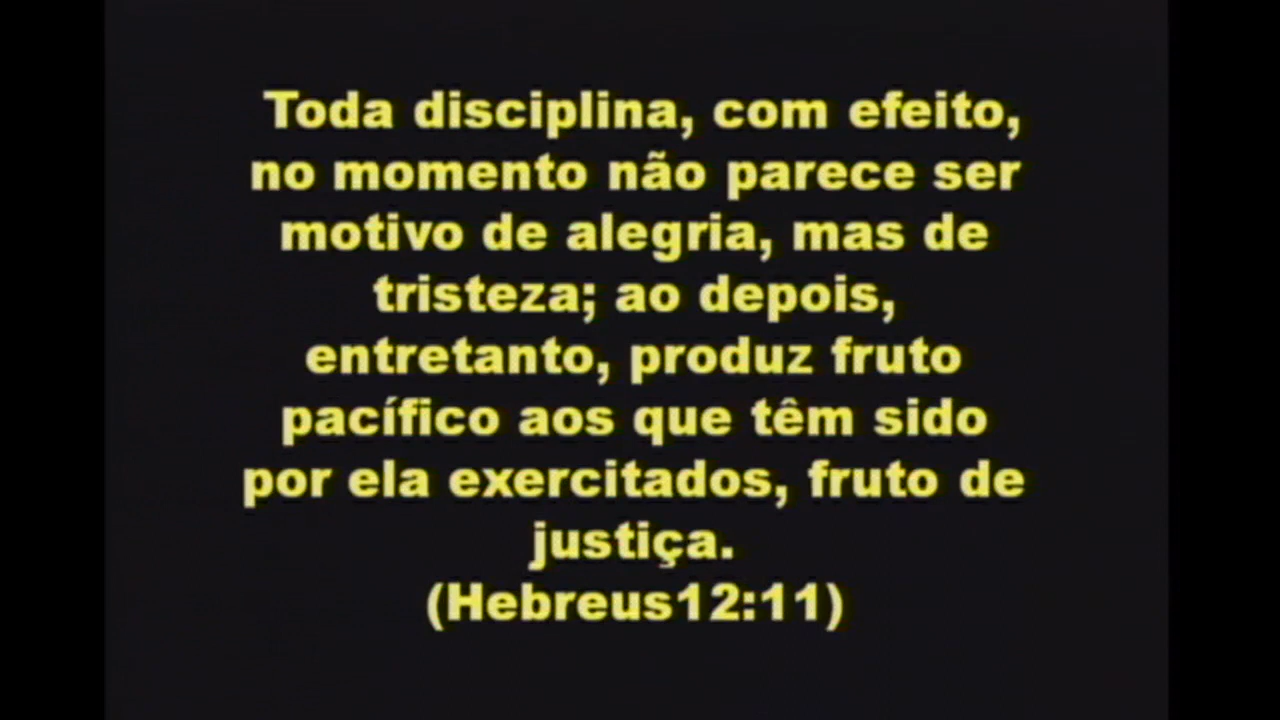 Toda disciplina, com efeito,
no momento não parece ser
motivo de alegria, mas de
tristeza; ao depois,
entretanto, produz fruto
pacífico aos que têm sido
por ela exercitados, fruto de
justiça.
(Hebreus12:11)